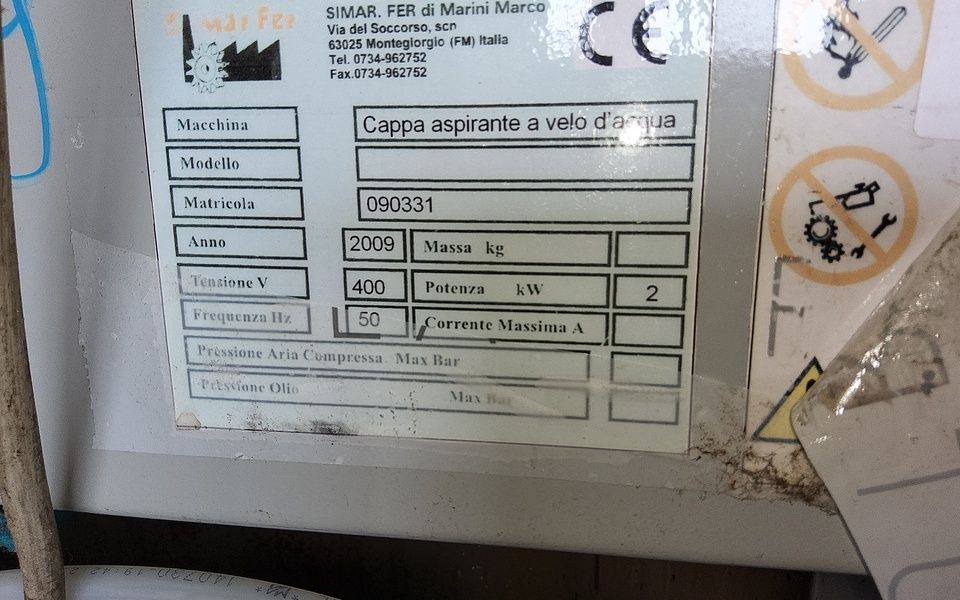 SIMAR. FER di Marini Marco
Via del Soccorso, scn
63025 Montegiorgio (FM) Italia
Tel. 0734-962752
Fax.0734-962752
CE
Macchina Cappa aspirante a velo d'acqua
Modello
Matricola 090331
Anno 2009 Massa kg
Tensione V 400 Potenza kW 2
Frequenza Hz 50 Corrente Massima A
Pressione Aria Compressa Max Bar
Pressione Olio Max Bar